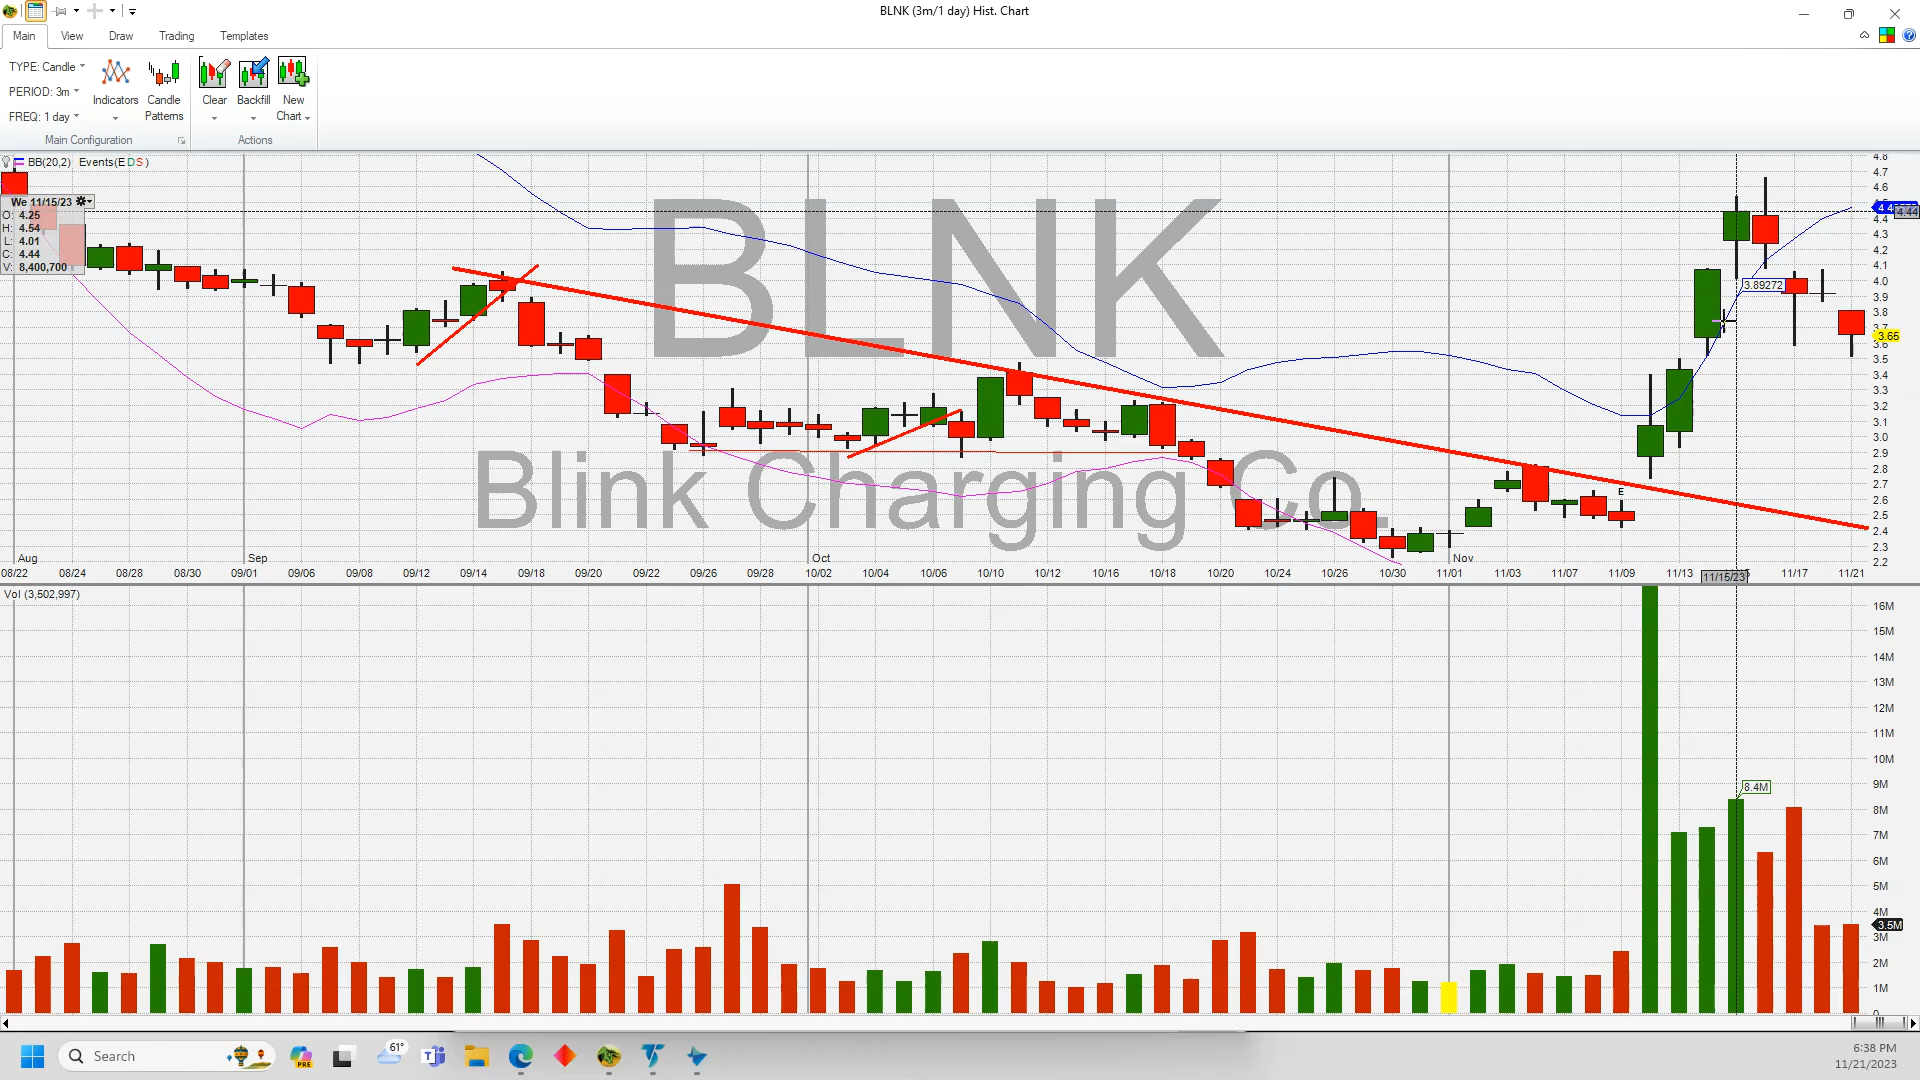 BLNK (3m/1 day) Hist. Chart
Main View Draw Trading Templates
TYPE: Candle
PERIOD: 3m
FREQ: 1 day
Indicators
Candle Patterns
Clear
Backfill
New Chart
Main Configuration
Actions
BB(20,2) Events(EDS)
We 11/15/23
O: 4.25
H: 4.54
L: 4.01
C: 4.44
V: 8,400,700
BLNK
Blink Charging Co.
3.89272
E
4.8
4.7
4.6
4.44
4.4
4.3
4.2
4.1
4.0
3.9
3.8
3.7
3.65
3.6
3.5
3.4
3.3
3.2
3.1
3.0
2.9
2.8
2.7
2.6
2.5
2.4
2.3
2.2
Aug Sep Oct Nov
08/22 08/24 08/28 08/30 09/01 09/06 09/08 09/12 09/14 09/18 09/20 09/22 09/26 09/28 10/02 10/04 10/06 10/10 10/12 10/16 10/18 10/20 10/24 10/26 10/30 11/01 11/03 11/07 11/09 11/13 11/15/23 11/17 11/21
Vol (3,502,997)
16M
15M
14M
13M
12M
11M
10M
9M
8.4M
8M
7M
6M
5M
4M
3.5M
3M
2M
1M
0
Search
PRE
61°
6:38 PM
11/21/2023